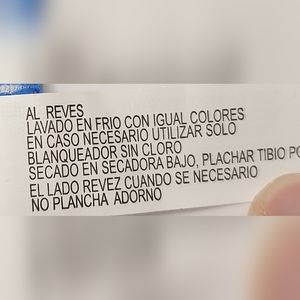 AL REVES
LAVADO EN FRIO CON IGUAL COLORES
EN CASO NECESARIO UTILIZAR SOLO
BLANQUEADOR SIN CLORO
SECADO EN SECADORA BAJO, PLACHAR TIBIO PO
EL LADO REVEZ CUANDO SE NECESARIO
NO PLANCHA ADORNO